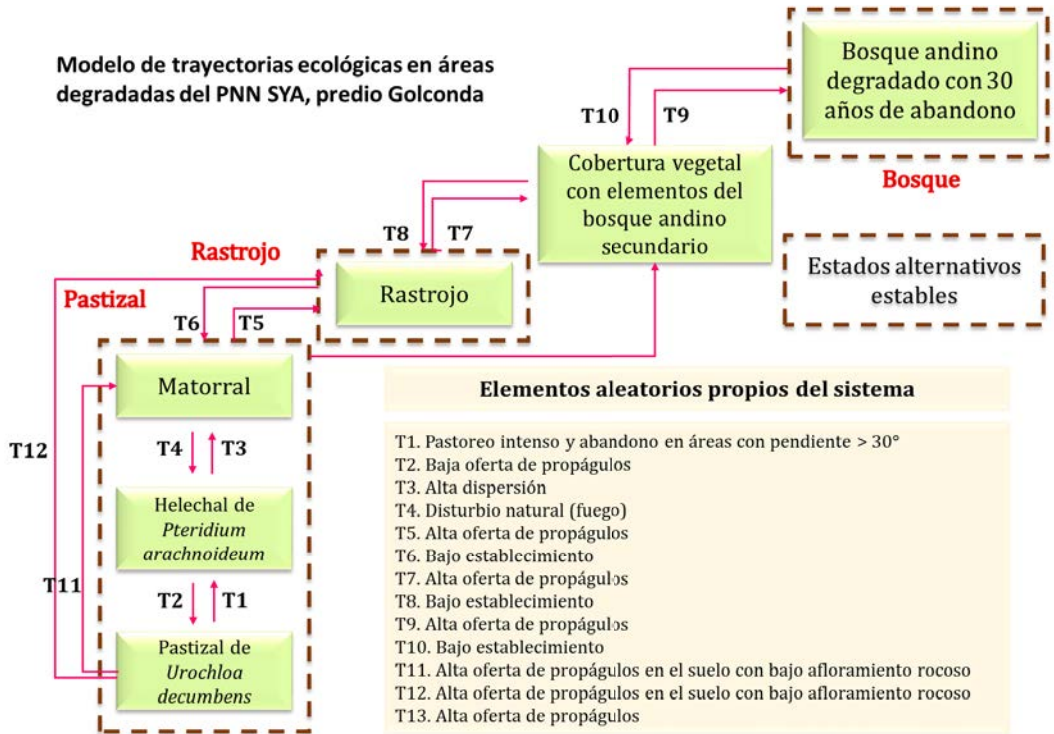 Modelo de trayectorias ecológicas en áreas
degradadas del PNN SYA, predio Golconda
Bosque andino
degradado con 30
años de abandono
Bosque
T10
T9
Cobertura vegetal
con elementos del
bosque andino
secundario
Estados alternativos
estables
T8
T7
Rastrojo
Rastrojo
Pastizal
T6
T5
Matorral
T12
T4
T3
Helechal de
Pteridium
arachnoideum
T11
T2
T1
Pastizal de
Urochloa
decumbens
Elementos aleatorios propios del sistema
T1. Pastoreo intenso y abandono en áreas con pendiente > 30°
T2. Baja oferta de propágulos
T3. Alta dispersión
T4. Disturbio natural (fuego)
T5. Alta oferta de propágulos
T6. Bajo establecimiento
T7. Alta oferta de propágulos
T8. Bajo establecimiento
T9. Alta oferta de propágulos
T10. Bajo establecimiento
T11. Alta oferta de propágulos en el suelo con bajo afloramiento rocoso
T12. Alta oferta de propágulos en el suelo con bajo afloramiento rocoso
T13. Alta oferta de propágulos